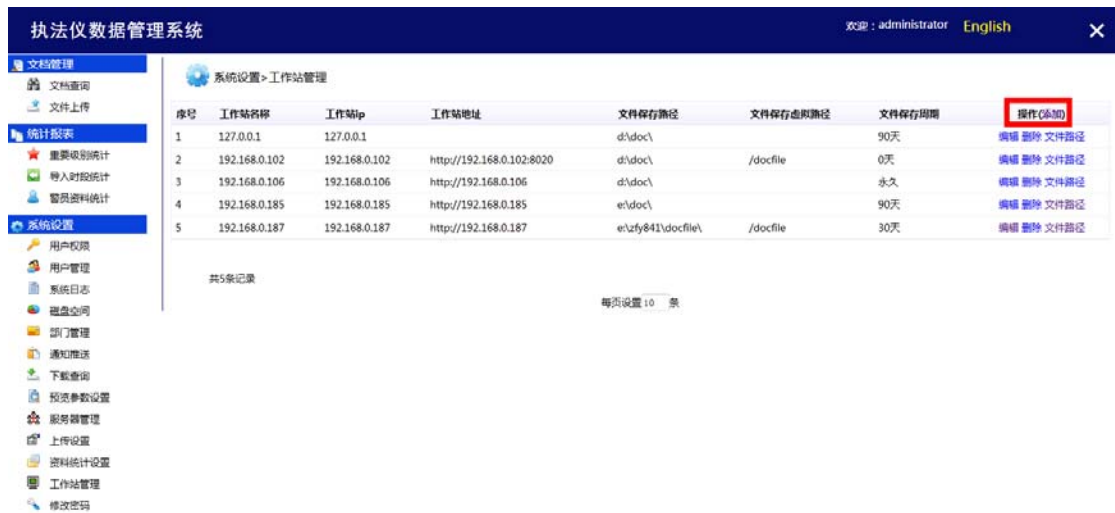 执法仪数据管理系统
欢迎：administrator English
文档管理
文档查询
文件上传
统计报表
重要级别统计
导入时段统计
警员资料统计
系统设置
用户权限
用户管理
系统日志
磁盘空间
部门管理
通知推送
下载查询
预览参数设置
服务器管理
上传设置
资料统计设置
工作站管理
修改密码
系统设置>工作站管理
序号 工作站名称 工作站ip 工作站地址 文件保存路径 文件保存虚拟路径 文件保存周期 操作(添加)
1 127.0.0.1 127.0.0.1 d:\doc\ 90天 编辑 删除 文件路径
2 192.168.0.102 192.168.0.102 http://192.168.0.102:8020 d:\doc\ /docfile 0天 编辑 删除 文件路径
3 192.168.0.106 192.168.0.106 http://192.168.0.106 d:\doc\ 永久 编辑 删除 文件路径
4 192.168.0.185 192.168.0.185 http://192.168.0.185 e:\doc\ 90天 编辑 删除 文件路径
5 192.168.0.187 192.168.0.187 http://192.168.0.187 e:\zfy841\docfile\ /docfile 30天 编辑 删除 文件路径
共5条记录
每页设置 10 条